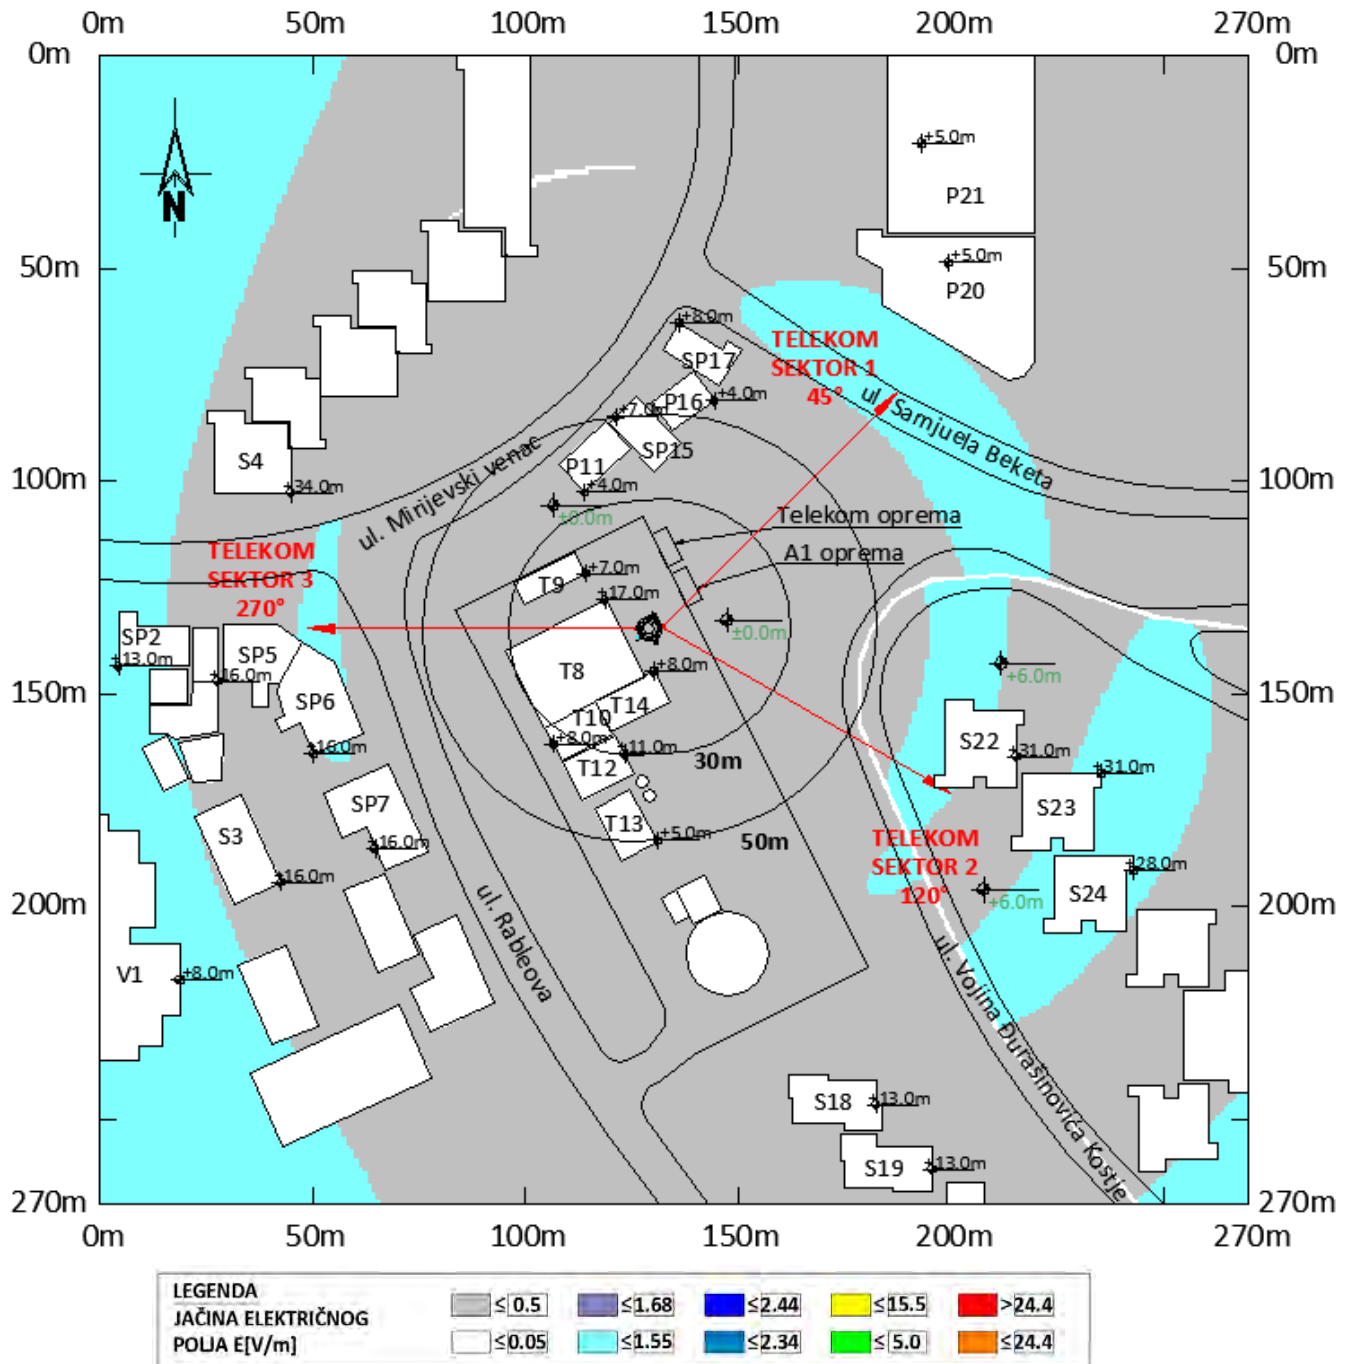 0m 50m 100m 150m 200m 270m
0m 0m
N
+5.0m
P21
50m 50m
+5.0m
P20
+8.0m
SP17
TELEKOM
SEKTOR 1
45°
P16
+4.0m
+7.0m
SP15
ul. Samjuela Beketa
S4
ul. Mirijevski venac
P11
100m 100m
34.0m
+4.0m
±0.0m
Telekom oprema
A1 oprema
TELEKOM
SEKTOR 3
270°
T9
+7.0m
+17.0m
±0.0m
SP2
+13.0m
SP5
16.0m
SP6
T8
+8.0m
+6.0m
150m 150m
T14
T10
+8.0m
+11.0m
S22
+31.0m
16.0m
T12
30m
+31.0m
SP7
S23
S3
T13
+5.0m
50m
TELEKOM
SEKTOR 2
120°
+16.0m
+16.0m
+28.0m
S24
+6.0m
200m 200m
ul. Rableova
ul. Vojina Đurašinovića Kostje
V1
+8.0m
S18
13.0m
S19
13.0m
270m 270m
0m 50m 100m 150m 200m 270m
LEGENDA
JAČINA ELEKTRIČNOG
POLJA E[V/m]
≤ 0.5 ≤1.68 ≤2.44 ≤15.5 >24.4
≤0.05 ≤1.55 ≤2.34 ≤ 5.0 ≤24.4